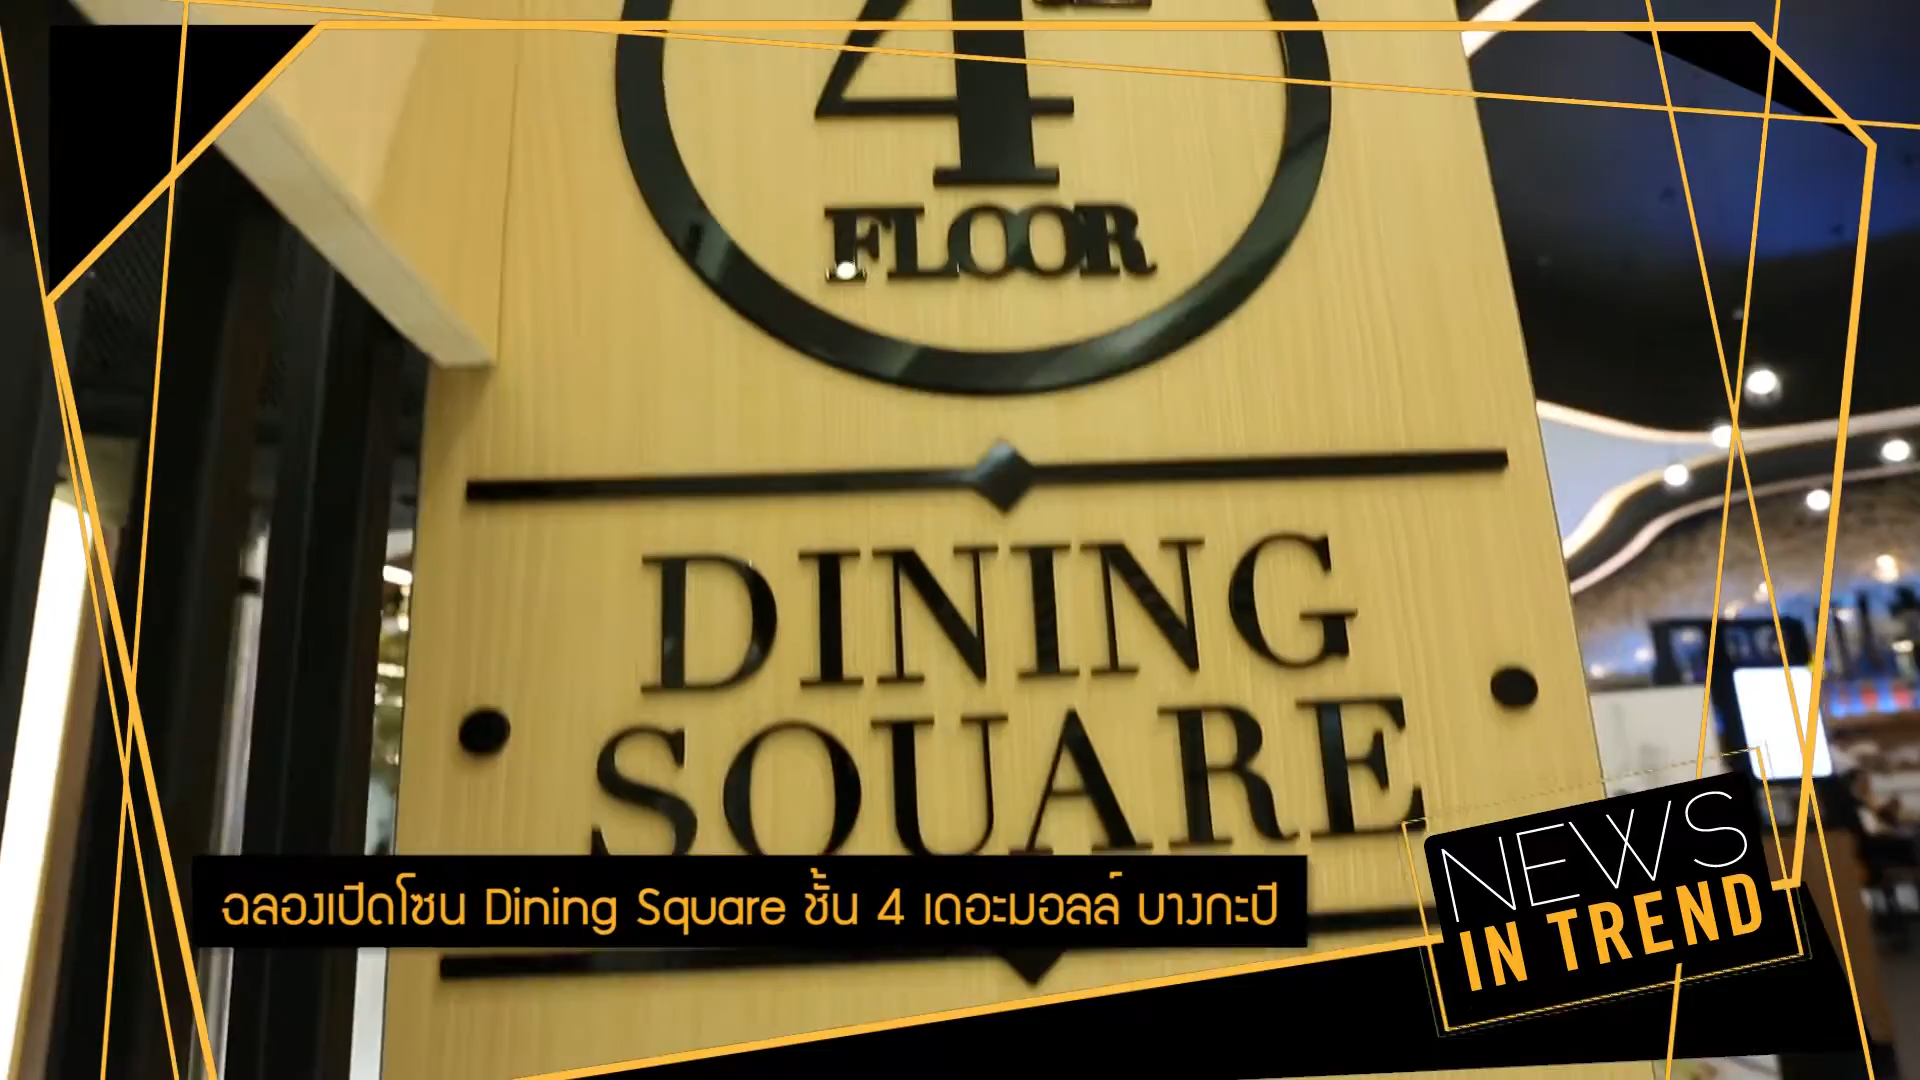 4
FLOOR
DINING
SQUARE
ฉลองเปิดโซน Dining Square ชั้น 4 เดอะมอลล์ บางกะปิ
NEWS
IN TREND